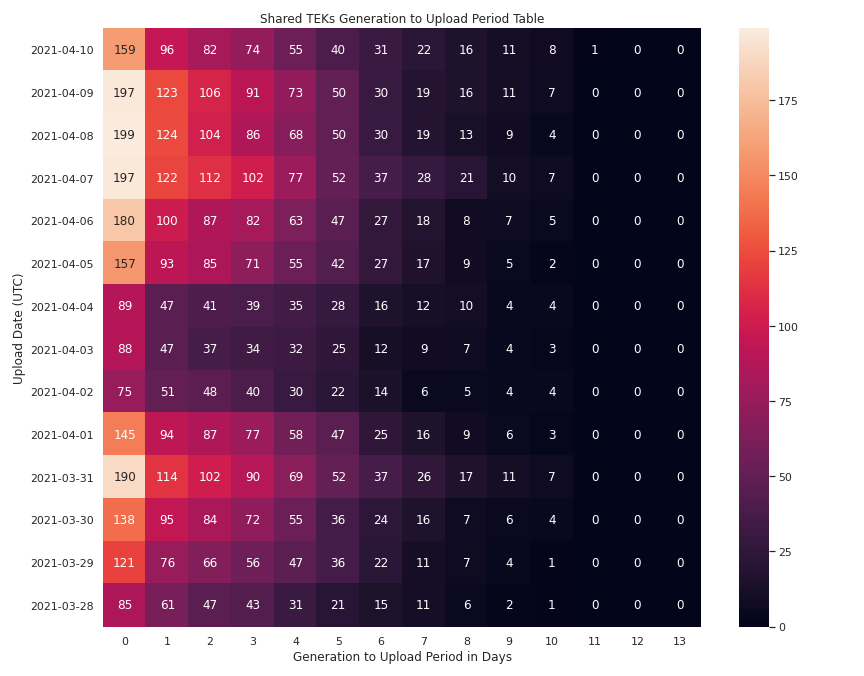 Shared TEKs Generation to Upload Period Table
Upload Date (UTC)
2021-04-10 159 96 82 74 55 40 31 22 16 11 8 1 0 0
2021-04-09 197 123 106 91 73 50 30 19 16 11 7 0 0 0
2021-04-08 199 124 104 86 68 50 30 19 13 9 4 0 0 0
2021-04-07 197 122 112 102 77 52 37 28 21 10 7 0 0 0
2021-04-06 180 100 87 82 63 47 27 18 8 7 5 0 0 0
2021-04-05 157 93 85 71 55 42 27 17 9 5 2 0 0 0
2021-04-04 89 47 41 39 35 28 16 12 10 4 4 0 0 0
2021-04-03 88 47 37 34 32 25 12 9 7 4 3 0 0 0
2021-04-02 75 51 48 40 30 22 14 6 5 4 4 0 0 0
2021-04-01 145 94 87 77 58 47 25 16 9 6 3 0 0 0
2021-03-31 190 114 102 90 69 52 37 26 17 11 7 0 0 0
2021-03-30 138 95 84 72 55 36 24 16 7 6 4 0 0 0
2021-03-29 121 76 66 56 47 36 22 11 7 4 1 0 0 0
2021-03-28 85 61 47 43 31 21 15 11 6 2 1 0 0 0
0 1 2 3 4 5 6 7 8 9 10 11 12 13
Generation to Upload Period in Days
175
150
125
100
75
50
25
0